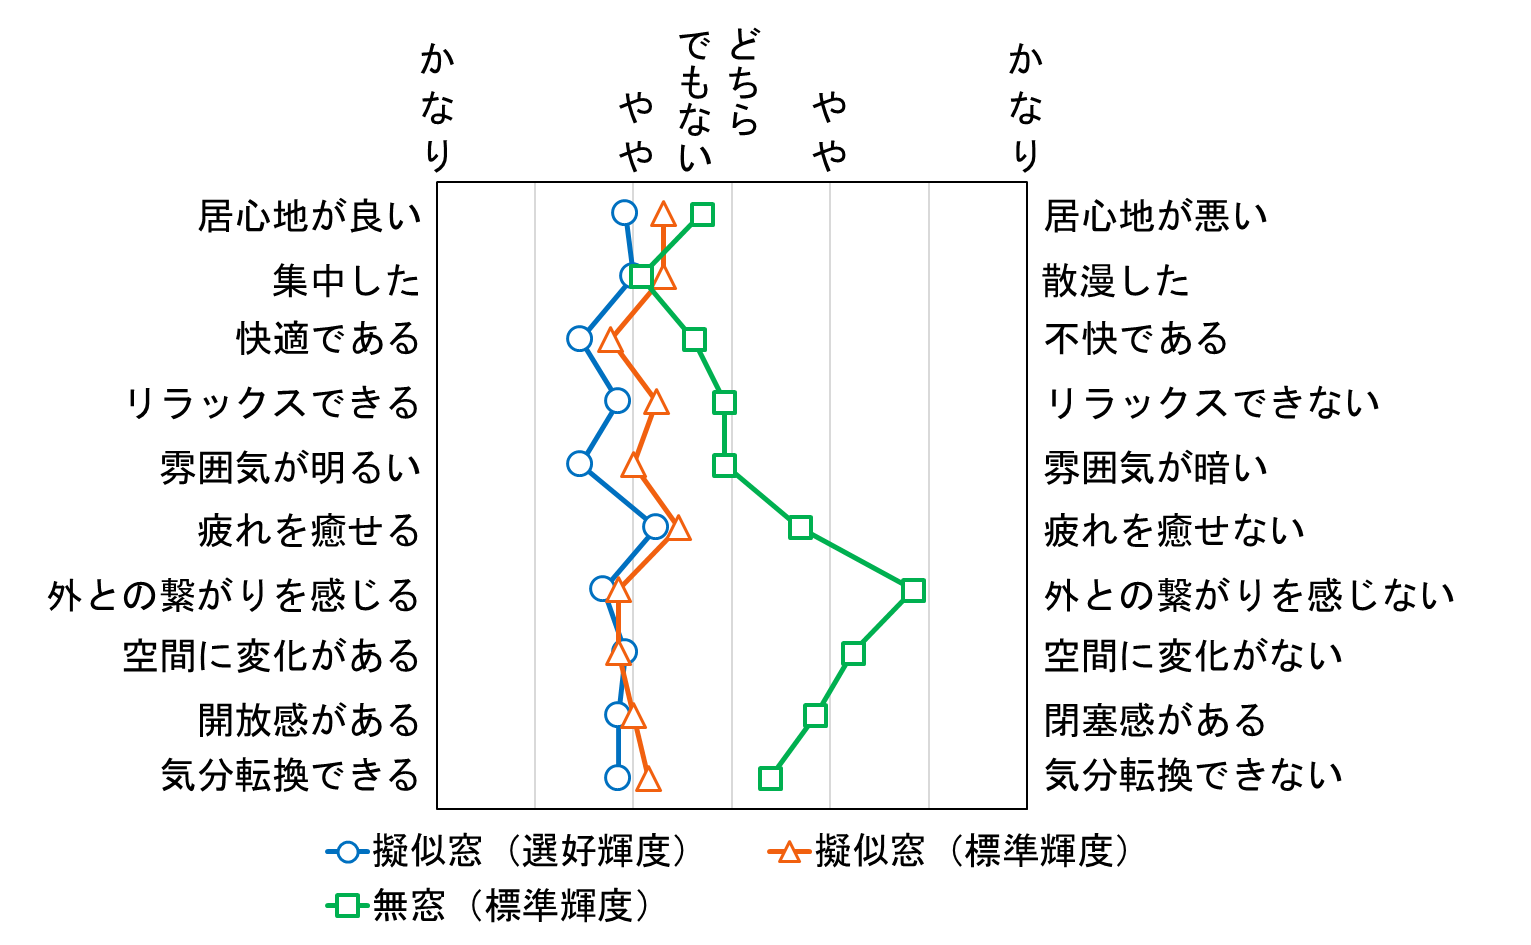 かなり
やや
どちら
でもない
やや
かなり
居心地が良い
居心地が悪い
集中した
散漫した
快適である
不快である
リラックスできる
リラックスできない
雰囲気が明るい
雰囲気が暗い
疲れを癒せる
疲れを癒せない
外との繋がりを感じる
外との繋がりを感じない
空間に変化がある
空間に変化がない
開放感がある
閉塞感がある
気分転換できる
気分転換できない
擬似窓（選好輝度）
擬似窓（標準輝度）
無窓（標準輝度）